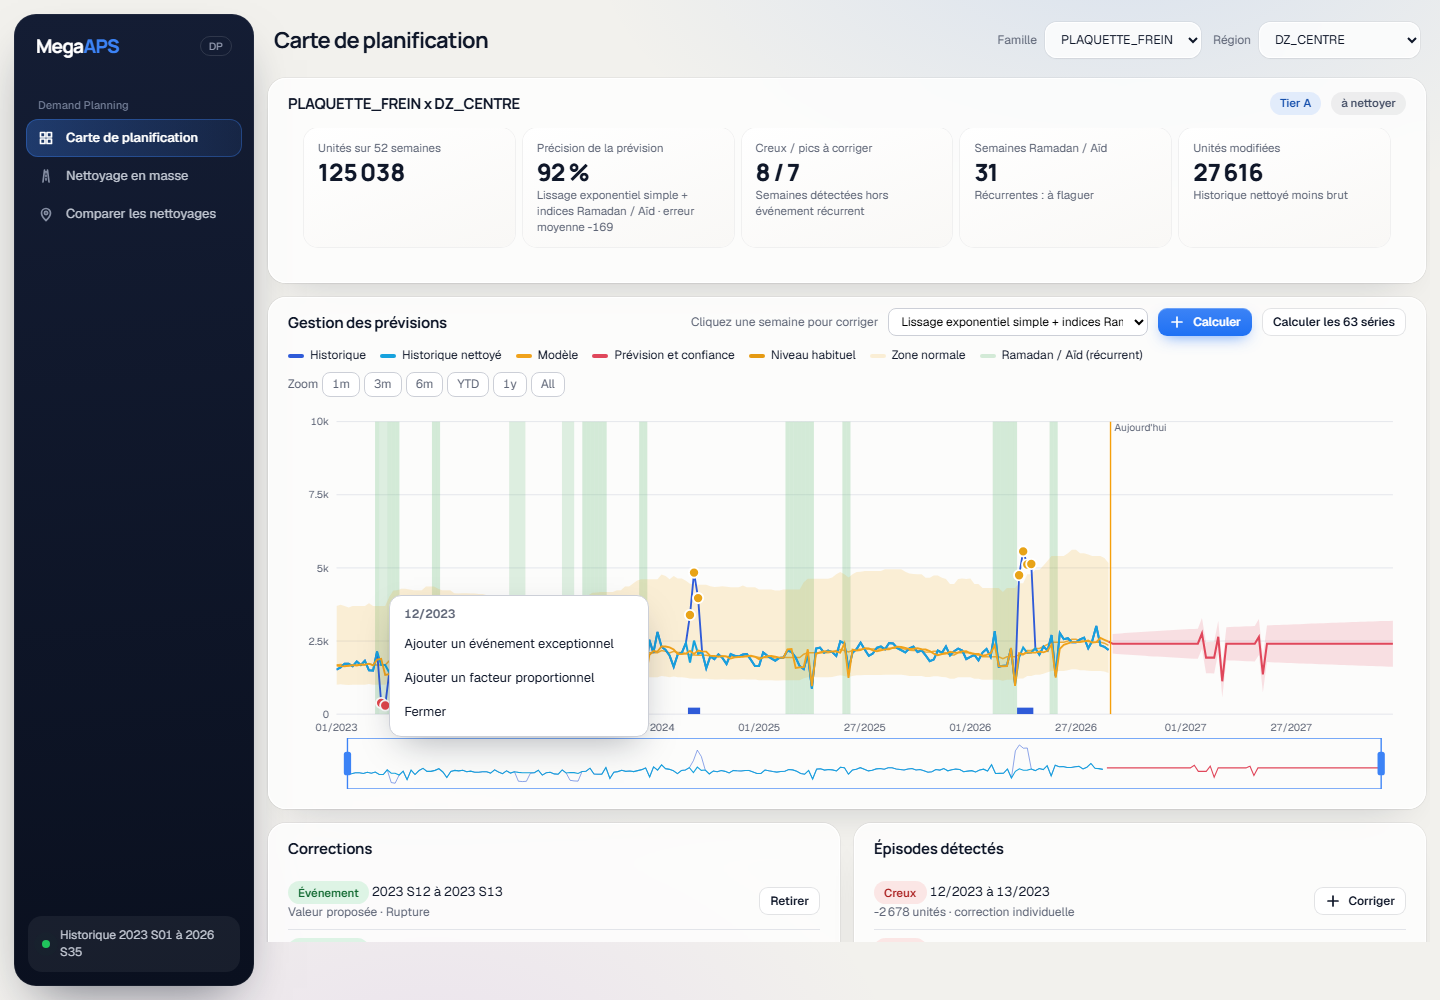 MegaAPS
DP
Demand Planning
Carte de planification
Nettoyage en masse
Comparer les nettoyages
Historique 2023 S01 à 2026
S35
Carte de planification
Famille
PLAQUETTE_FREIN
Région
DZ_CENTRE
PLAQUETTE_FREIN x DZ_CENTRE
Tier A
à nettoyer
Unités sur 52 semaines
125 038
Précision de la prévision
92 %
Lissage exponentiel simple +
indices Ramadan / Aïd · erreur
moyenne -169
Creux / pics à corriger
8 / 7
Semaines détectées hors
événement récurrent
Semaines Ramadan / Aïd
31
Récurrentes : à flaguer
Unités modifiées
27 616
Historique nettoyé moins brut
Gestion des prévisions
Cliquez une semaine pour corriger
Lissage exponentiel simple + indices Ran
Calculer
Calculer les 63 séries
Historique
Historique nettoyé
Modèle
Prévision et confiance
Niveau habituel
Zone normale
Ramadan / Aïd (récurrent)
Zoom
1m
3m
6m
YTD
1y
All
10k
7.5k
5k
2.5k
0
Aujourd'hui
12/2023
Ajouter un événement exceptionnel
Ajouter un facteur proportionnel
Fermer
01/2023
2024
01/2025
27/2025
01/2026
27/2026
01/2027
27/2027
Corrections
Événement
2023 S12 à 2023 S13
Valeur proposée · Rupture
Retirer
Épisodes détectés
Creux
12/2023 à 13/2023
-2 678 unités · correction individuelle
Corriger